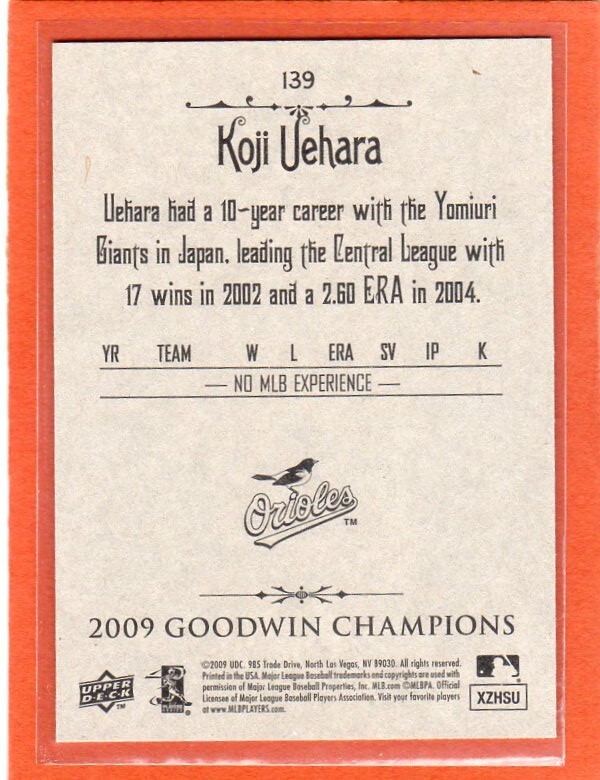 139
Koji Uehara
Uehara had a 10-year career with the Yomiuri
Giants in Japan, leading the Central League with
17 wins in 2002 and a 2.60 ERA in 2004.
YR TEAM W L ERA SV IP K
— NO MLB EXPERIENCE —
Orioles TM
2009 GOODWIN CHAMPIONS
©2009 UDC. 985 Trade Drive, North Las Vegas, NV 89030. All rights reserved.
Printed in the USA. Major League Baseball trademarks and copyrights are used with
permission of Major League Baseball Properties, Inc. MLB.com ©MLBPA. Official
Licensee of Major League Baseball Players Association. Visit your favorite players
at www.MLBPLAYERS.com.
UPPER
DECK
TM
XZHSU